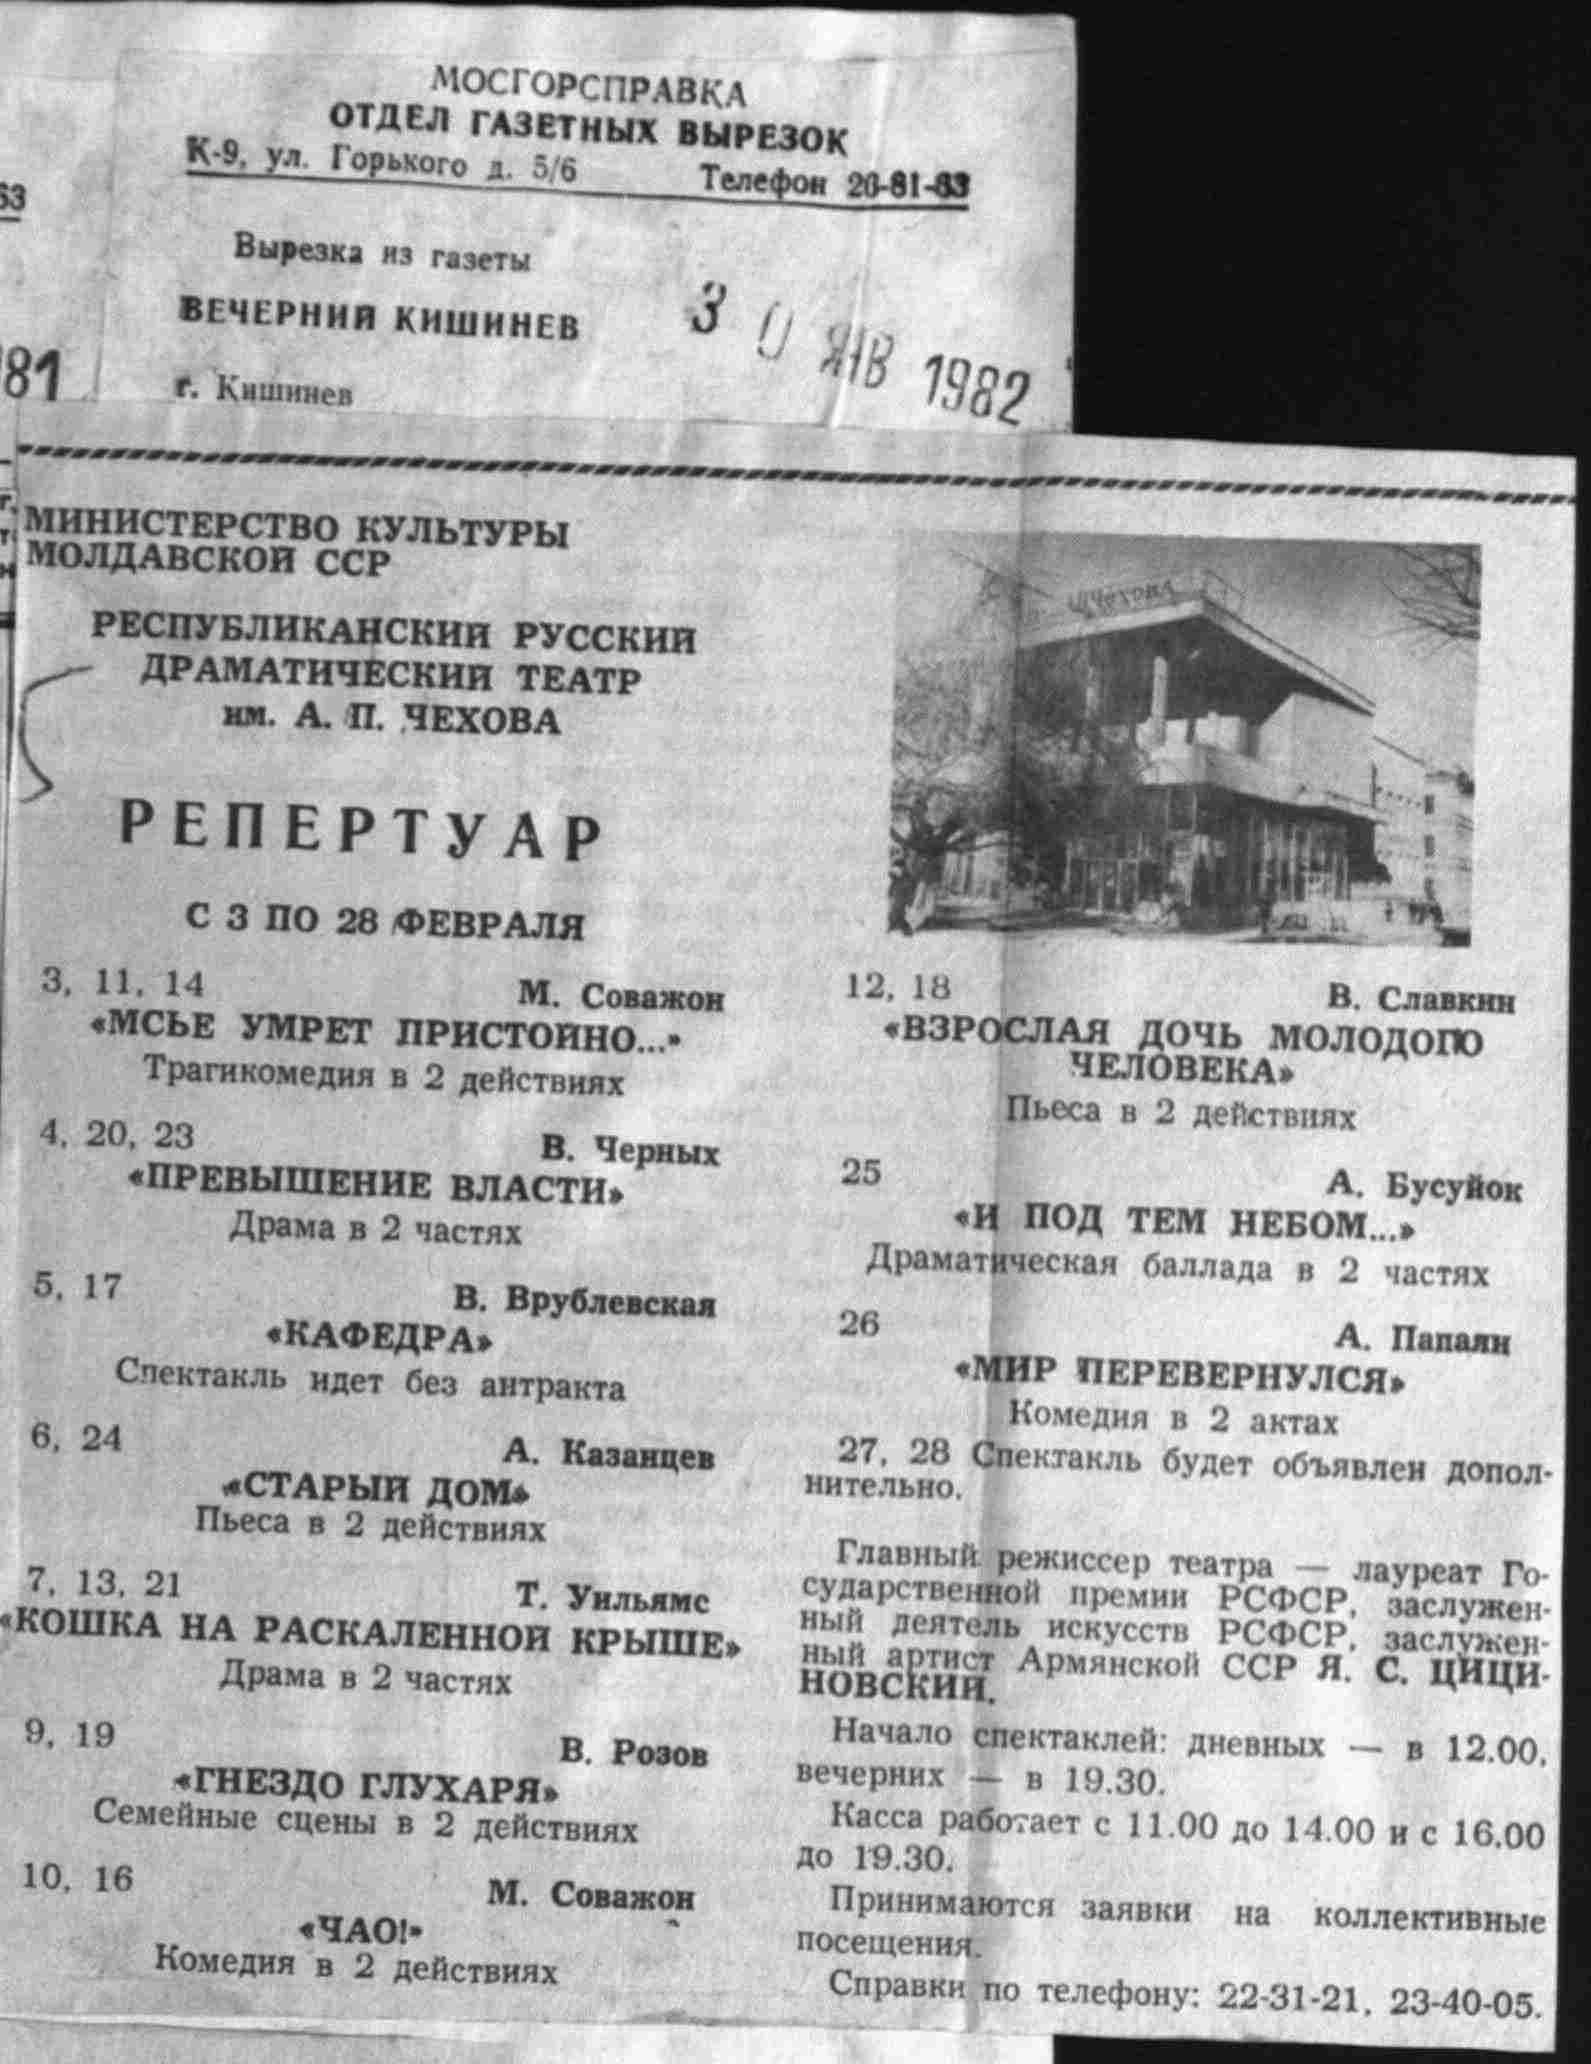 МОСГОРСПРАВКА
ОТДЕЛ ГАЗЕТНЫХ ВЫРЕЗОК
К-9, ул. Горького д. 5/6 Телефон 20-81-63
63
Вырезка из газеты
ВЕЧЕРНИЙ КИШИНЕВ
30 ЯНВ 1982
81
г. Кишинев
МИНИСТЕРСТВО КУЛЬТУРЫ
МОЛДАВСКОЙ ССР
РЕСПУБЛИКАНСКИЙ РУССКИЙ
ДРАМАТИЧЕСКИЙ ТЕАТР
им. А. П. ЧЕХОВА
РЕПЕРТУАР
С 3 ПО 28 ФЕВРАЛЯ
3, 11, 14 М. Соважон
«МСЬЕ УМРЕТ ПРИСТОЙНО...»
Трагикомедия в 2 действиях
4, 20, 23 В. Черных
«ПРЕВЫШЕНИЕ ВЛАСТИ»
Драма в 2 частях
5, 17 В. Врублевская
«КАФЕДРА»
Спектакль идет без антракта
6, 24 А. Казанцев
«СТАРЫЙ ДОМ»
Пьеса в 2 действиях
7, 13, 21 Т. Уильямс
«КОШКА НА РАСКАЛЕННОЙ КРЫШЕ»
Драма в 2 частях
9, 19 В. Розов
«ГНЕЗДО ГЛУХАРЯ»
Семейные сцены в 2 действиях
10, 16 М. Соважон
«ЧАО!»
Комедия в 2 действиях
Чехова
12, 18 В. Славкин
«ВЗРОСЛАЯ ДОЧЬ МОЛОДОГО
ЧЕЛОВЕКА»
Пьеса в 2 действиях
25 А. Бусуйок
«И ПОД ТЕМ НЕБОМ...»
Драматическая баллада в 2 частях
26 А. Папаян
«МИР ПЕРЕВЕРНУЛСЯ»
Комедия в 2 актах
27, 28 Спектакль будет объявлен допол-
нительно.
Главный режиссер театра — лауреат Го-
сударственной премии РСФСР, заслужен-
ный деятель искусств РСФСР, заслужен-
ный артист Армянской ССР Я. С. ЦИЦИ-
НОВСКИЙ.
Начало спектаклей: дневных — в 12.00,
вечерних — в 19.30.
Касса работает с 11.00 до 14.00 и с 16.00
до 19.30.
Принимаются заявки на коллективные
посещения.
Справки по телефону: 22-31-21, 23-40-05.